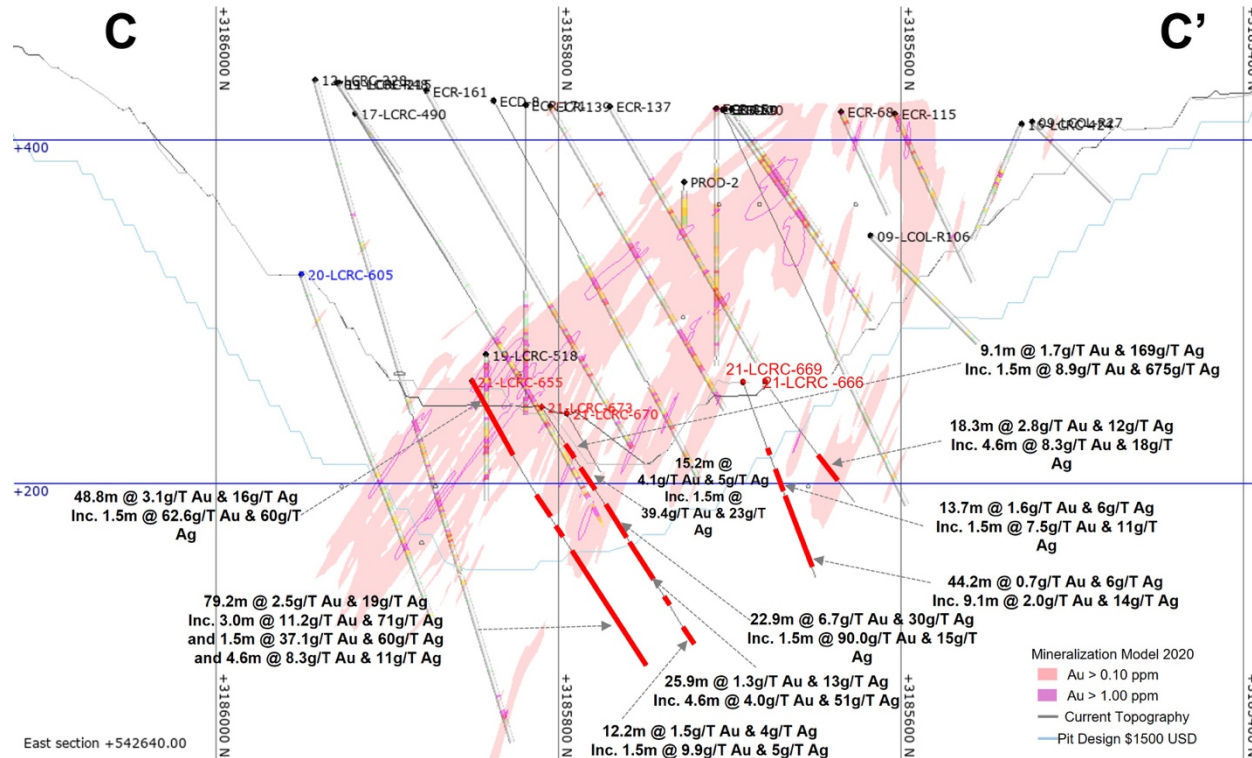 C
C’
+3186000 N
+3185800 N
+3185600 N
+400
+200
12-LCRC-328
17-LCRC-490
ECR-161
ECR-139
ECR-137
ECR-68
ECR-115
PROD-2
09-LCOL-R106
20-LCRC-605
19-LCRC-518
21-LCRC-655
21-LCRC-673
21-LCRC-670
21-LCRC-669
21-LCRC -666
9.1m @ 1.7g/T Au & 169g/T Ag
Inc. 1.5m @ 8.9g/T Au & 675g/T Ag
18.3m @ 2.8g/T Au & 12g/T Ag
Inc. 4.6m @ 8.3g/T Au & 18g/T
Ag
15.2m @
4.1g/T Au & 5g/T Ag
Inc. 1.5m @
39.4g/T Au & 23g/T
Ag
48.8m @ 3.1g/T Au & 16g/T Ag
Inc. 1.5m @ 62.6g/T Au & 60g/T
Ag
13.7m @ 1.6g/T Au & 6g/T Ag
Inc. 1.5m @ 7.5g/T Au & 11g/T
Ag
44.2m @ 0.7g/T Au & 6g/T Ag
Inc. 9.1m @ 2.0g/T Au & 14g/T Ag
79.2m @ 2.5g/T Au & 19g/T Ag
Inc. 3.0m @ 11.2g/T Au & 71g/T Ag
and 1.5m @ 37.1g/T Au & 60g/T Ag
and 4.6m @ 8.3g/T Au & 11g/T Ag
22.9m @ 6.7g/T Au & 30g/T Ag
Inc. 1.5m @ 90.0g/T Au & 15g/T
Ag
25.9m @ 1.3g/T Au & 13g/T Ag
Inc. 4.6m @ 4.0g/T Au & 51g/T Ag
12.2m @ 1.5g/T Au & 4g/T Ag
Inc. 1.5m @ 9.9g/T Au & 5g/T Ag
Mineralization Model 2020
Au > 0.10 ppm
Au > 1.00 ppm
Current Topography
Pit Design $1500 USD
East section +542640.00
+3186000 N
+3185800 N
+3185600 N